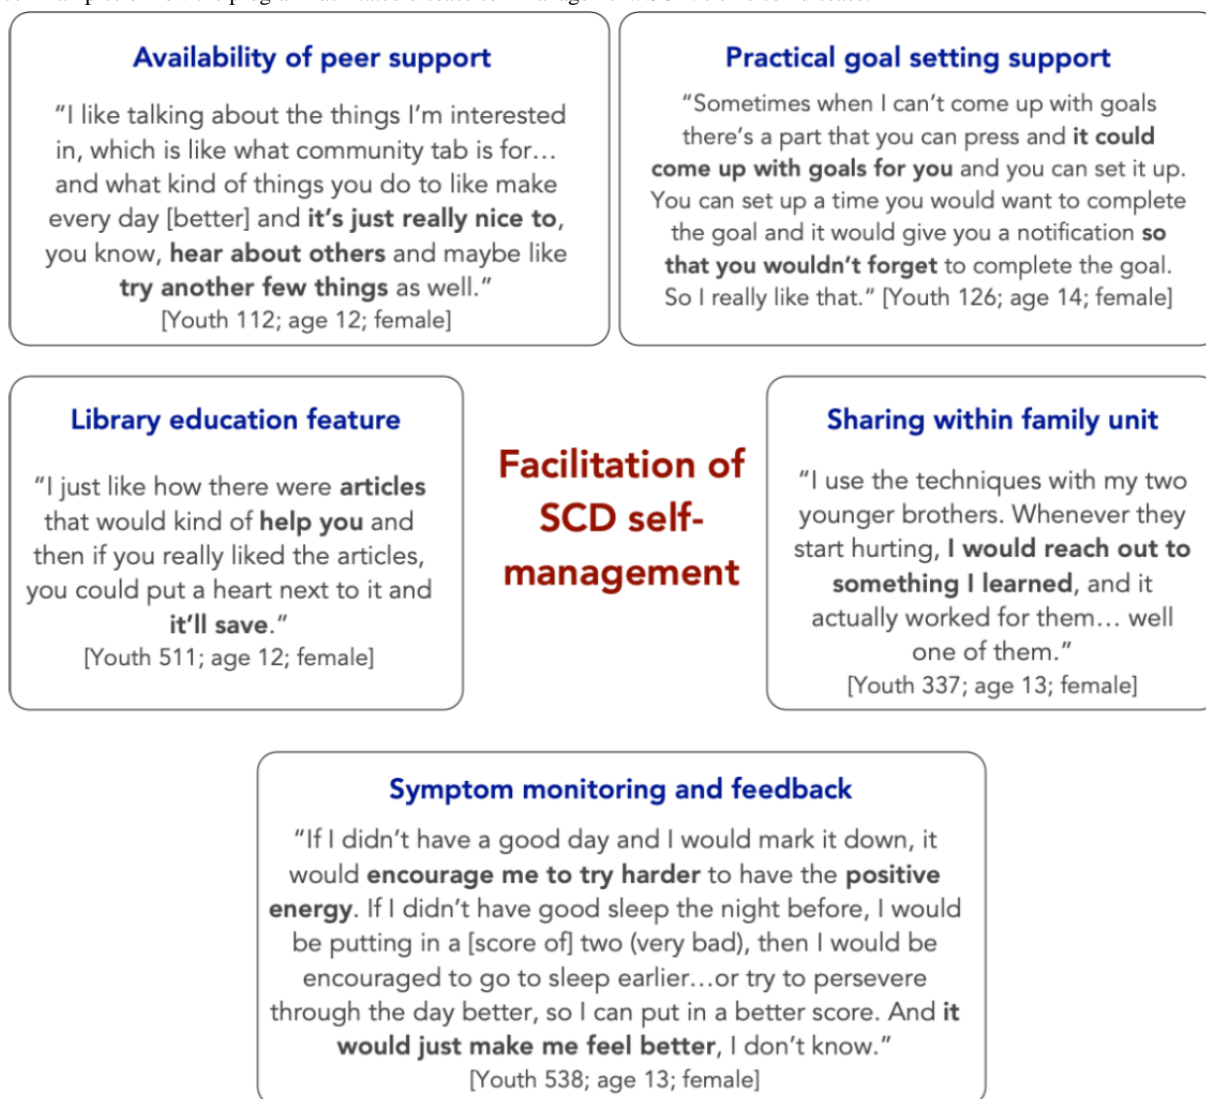 Availability of peer support
“I like talking about the things I’m interested
in, which is like what community tab is for…
and what kind of things you do to like make
every day [better] and it’s just really nice to,
you know, hear about others and maybe like
try another few things as well.”
[Youth 112; age 12; female]
Practical goal setting support
“Sometimes when I can’t come up with goals
there’s a part that you can press and it could
come up with goals for you and you can set it up.
You can set up a time you would want to complete
the goal and it would give you a notification so
that you wouldn’t forget to complete the goal.
So I really like that.” [Youth 126; age 14; female]
Library education feature
“I just like how there were articles
that would kind of help you and
then if you really liked the articles,
you could put a heart next to it and
it’ll save.”
[Youth 511; age 12; female]
Facilitation of
SCD self-
management
Sharing within family unit
“I use the techniques with my two
younger brothers. Whenever they
start hurting, I would reach out to
something I learned, and it
actually worked for them… well
one of them.”
[Youth 337; age 13; female]
Symptom monitoring and feedback
“If I didn’t have a good day and I would mark it down, it
would encourage me to try harder to have the positive
energy. If I didn’t have good sleep the night before, I would
be putting in a [score of] two (very bad), then I would be
encouraged to go to sleep earlier…or try to persevere
through the day better, so I can put in a better score. And it
would just make me feel better, I don’t know.”
[Youth 538; age 13; female]